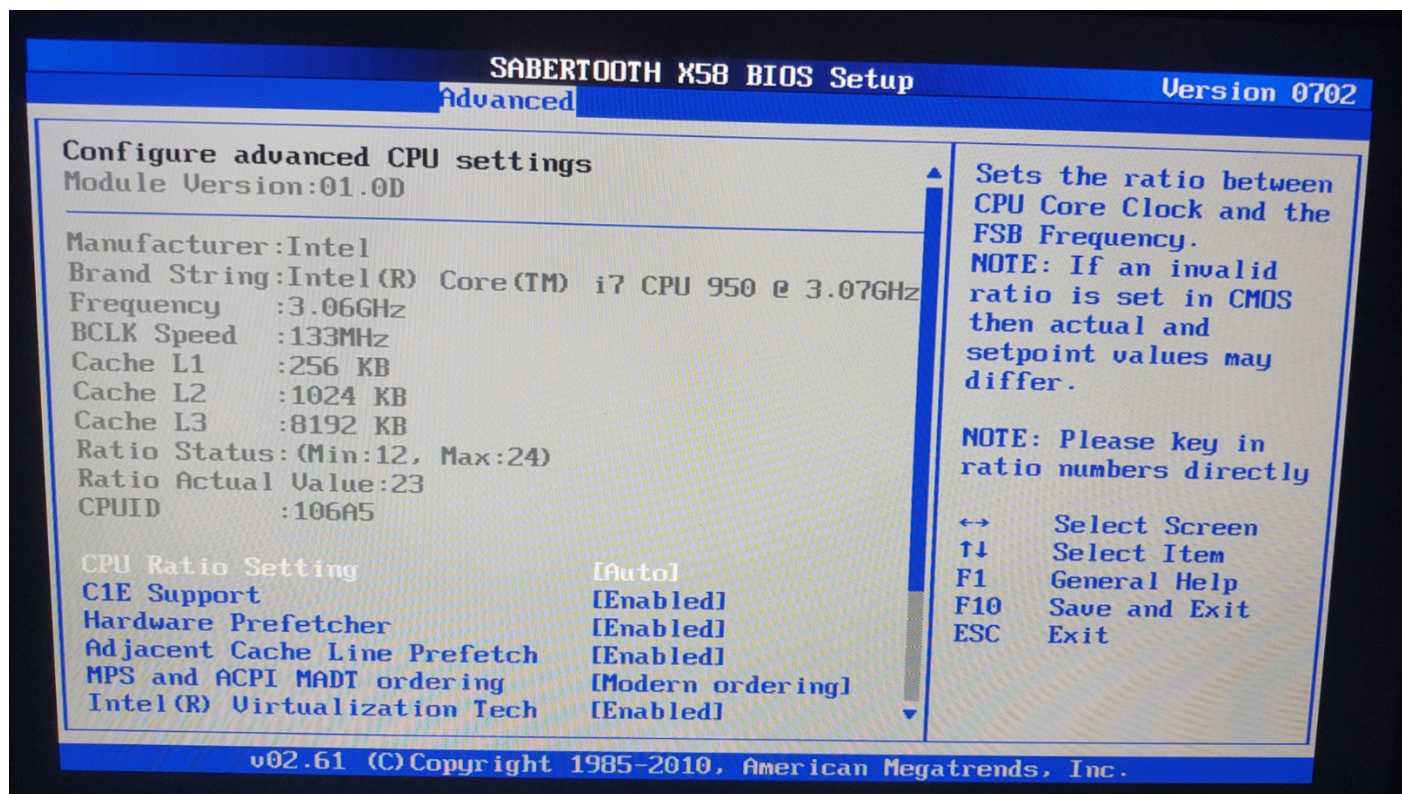 SABERTOOTH X58 BIOS Setup Version 0702
Advanced
Configure advanced CPU settings
Module Version:01.0D
Manufacturer:Intel
Brand String:Intel(R) Core(TM) i7 CPU 950 @ 3.07GHz
Frequency :3.06GHz
BCLK Speed :133MHz
Cache L1 :256 KB
Cache L2 :1024 KB
Cache L3 :8192 KB
Ratio Status:(Min:12, Max:24)
Ratio Actual Value:23
CPUID :106A5
CPU Ratio Setting [Auto]
C1E Support [Enabled]
Hardware Prefetcher [Enabled]
Adjacent Cache Line Prefetch [Enabled]
MPS and ACPI MADT ordering [Modern ordering]
Intel(R) Virtualization Tech [Enabled]
Sets the ratio between
CPU Core Clock and the
FSB Frequency.
NOTE: If an invalid
ratio is set in CMOS
then actual and
setpoint values may
differ.
NOTE: Please key in
ratio numbers directly
←→ Select Screen
↑↓ Select Item
F1 General Help
F10 Save and Exit
ESC Exit
v02.61 (C)Copyright 1985-2010, American Megatrends, Inc.